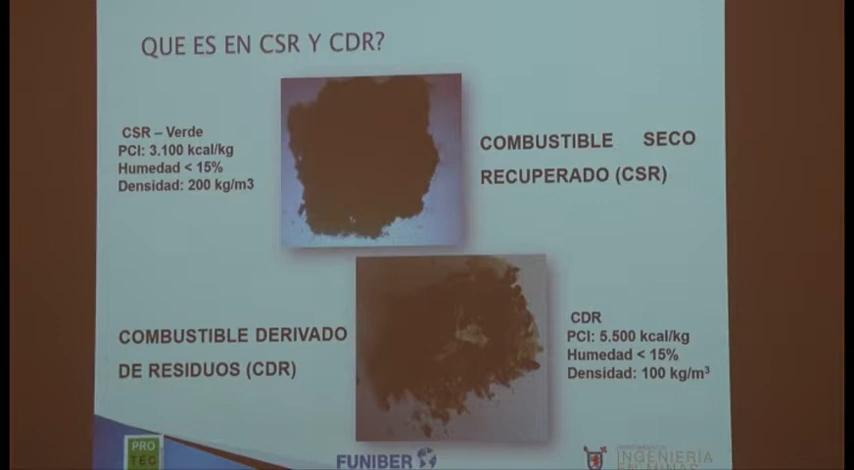 QUE ES EN CSR Y CDR?
CSR – Verde
PCI: 3.100 kcal/kg
Humedad < 15%
Densidad: 200 kg/m3
COMBUSTIBLE SECO
RECUPERADO (CSR)
COMBUSTIBLE DERIVADO
DE RESIDUOS (CDR)
CDR
PCI: 5.500 kcal/kg
Humedad < 15%
Densidad: 100 kg/m³
PRO
TEC
FUNIBER
INGENIERÍA